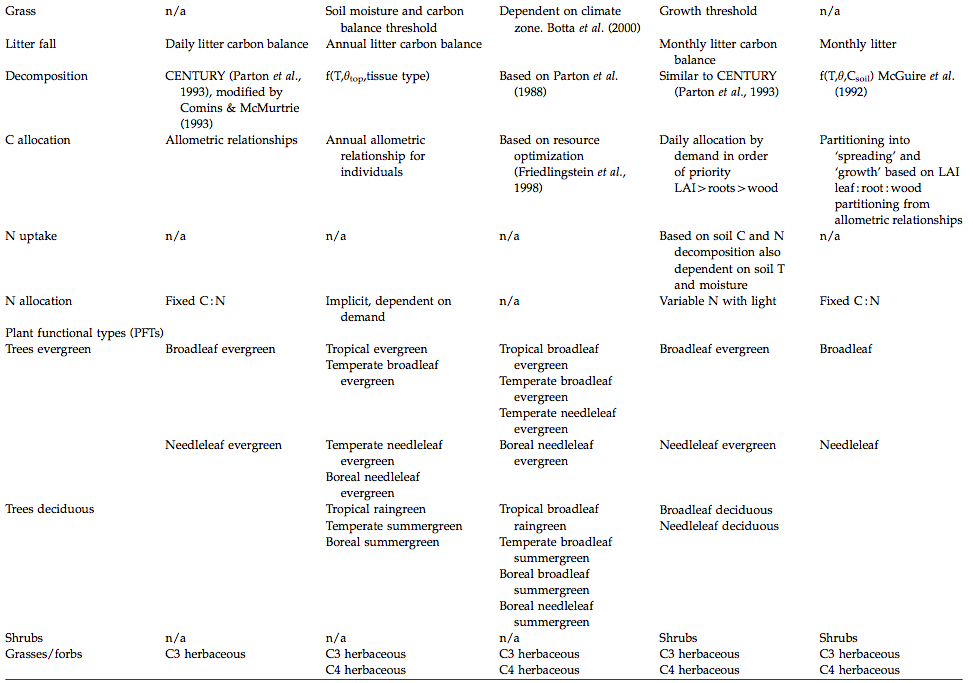 Grass n/a Soil moisture and carbon Dependent on climate Growth threshold n/a
balance threshold zone. Botta et al. (2000)
Litter fall Daily litter carbon balance Annual litter carbon balance Monthly litter carbon Monthly litter
balance
Decomposition CENTURY (Parton et al., f(T,θtop,tissue type) Based on Parton et al. Similar to CENTURY f(T,θ,Csoil) McGuire et al.
1993), modified by (1988) (Parton et al., 1993) (1992)
Comins & McMurtrie
(1993)
C allocation Allometric relationships Annual allometric Based on resource Daily allocation by Partitioning into
relationship for optimization demand in order ‘spreading’ and
individuals (Friedlingstein et al., of priority ‘growth’ based on LAI
1998) LAI>roots>wood leaf:root:wood
partitioning from
allometric relationships
N uptake n/a n/a n/a Based on soil C and N n/a
decomposition also
dependent on soil T
and moisture
N allocation Fixed C:N Implicit, dependent on n/a Variable N with light Fixed C:N
demand
Plant functional types (PFTs)
Trees evergreen Broadleaf evergreen Tropical evergreen Tropical broadleaf Broadleaf evergreen Broadleaf
Temperate broadleaf evergreen
evergreen Temperate broadleaf
evergreen
Temperate needleleaf
evergreen
Needleleaf evergreen Temperate needleleaf Boreal needleleaf Needleleaf evergreen Needleleaf
evergreen evergreen
Boreal needleleaf
evergreen
Trees deciduous Tropical raingreen Tropical broadleaf Broadleaf deciduous
Temperate summergreen raingreen Needleleaf deciduous
Boreal summergreen Temperate broadleaf
summergreen
Boreal broadleaf
summergreen
Boreal needleleaf
summergreen
Shrubs n/a n/a n/a Shrubs Shrubs
Grasses/forbs C3 herbaceous C3 herbaceous C3 herbaceous C3 herbaceous C3 herbaceous
C4 herbaceous C4 herbaceous C4 herbaceous C4 herbaceous